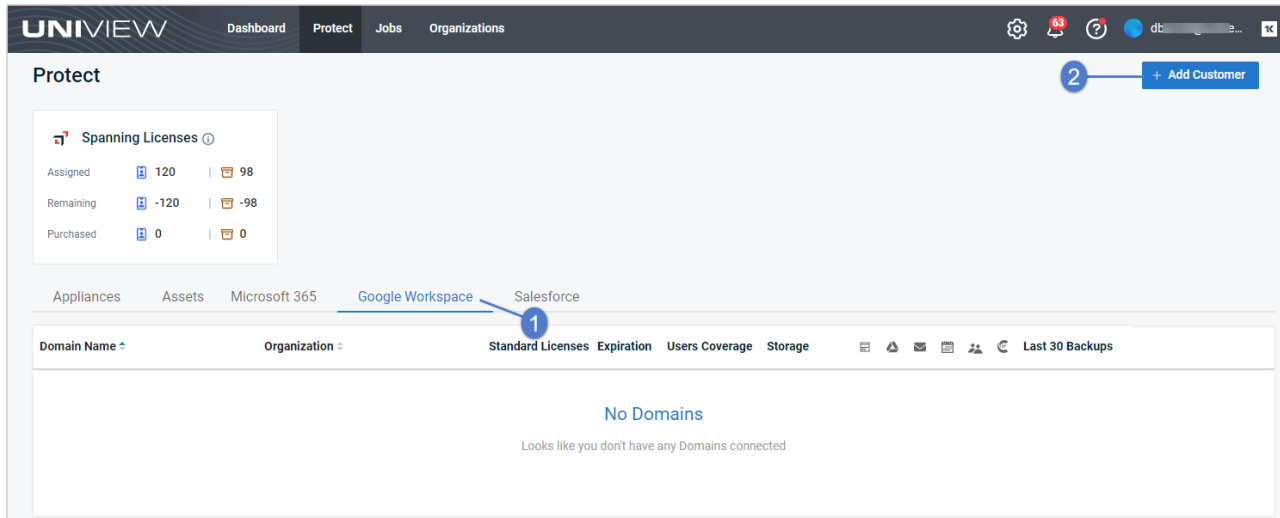 UNIVIEW Dashboard Protect Jobs Organizations 63
Protect
2 + Add Customer
Spanning Licenses
Assigned 120 | 98
Remaining -120 | -98
Purchased 0 | 0
Appliances Assets Microsoft 365 Google Workspace Salesforce
1
Domain Name Organization Standard Licenses Expiration Users Coverage Storage Last 30 Backups
No Domains
Looks like you don't have any Domains connected